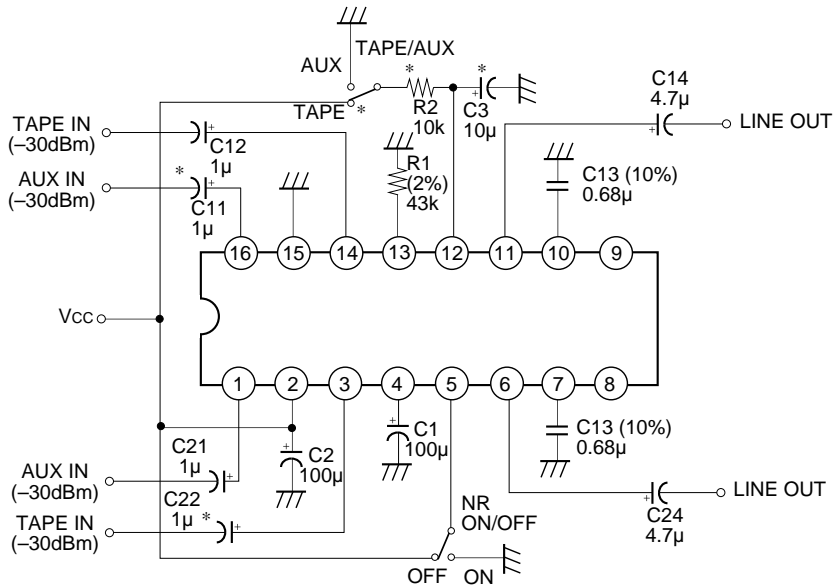 TAPE/AUX
AUX
C14
4.7µ
*
*
TAPE
*
R2
10k
C3
10µ
LINE OUT
TAPE IN
(–30dBm)
C12
1µ
R1
(2%)
43k
C13 (10%)
0.68µ
AUX IN
(–30dBm)
*
C11
1µ
16
15
14
13
12
11
10
9
VCC
1
2
3
4
5
6
7
8
C21
1µ
C2
100µ
C1
100µ
C13 (10%)
0.68µ
AUX IN
(–30dBm)
C22
1µ
*
NR
ON/OFF
LINE OUT
TAPE IN
(–30dBm)
C24
4.7µ
OFF
ON